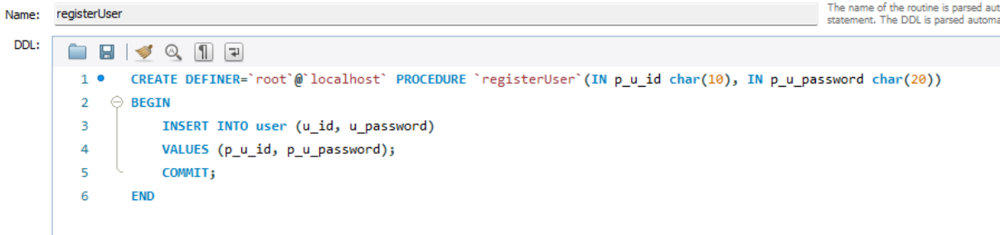 Name: registerUser
The name of the routine is parsed aut
statement. The DDL is parsed automa
DDL:
1 CREATE DEFINER=`root`@`localhost` PROCEDURE `registerUser`(IN p_u_id char(10), IN p_u_password char(20))
2 BEGIN
3 INSERT INTO user (u_id, u_password)
4 VALUES (p_u_id, p_u_password);
5 COMMIT;
6 END